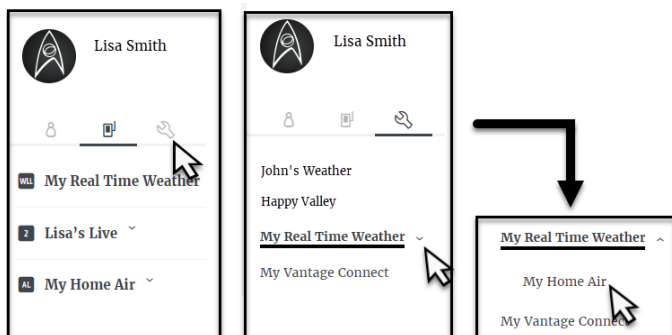 Lisa Smith
WLL My Real Time Weather
2 Lisa's Live
AL My Home Air
Lisa Smith
John's Weather
Happy Valley
My Real Time Weather
My Vantage Connect
My Real Time Weather
My Home Air
My Vantage Connect